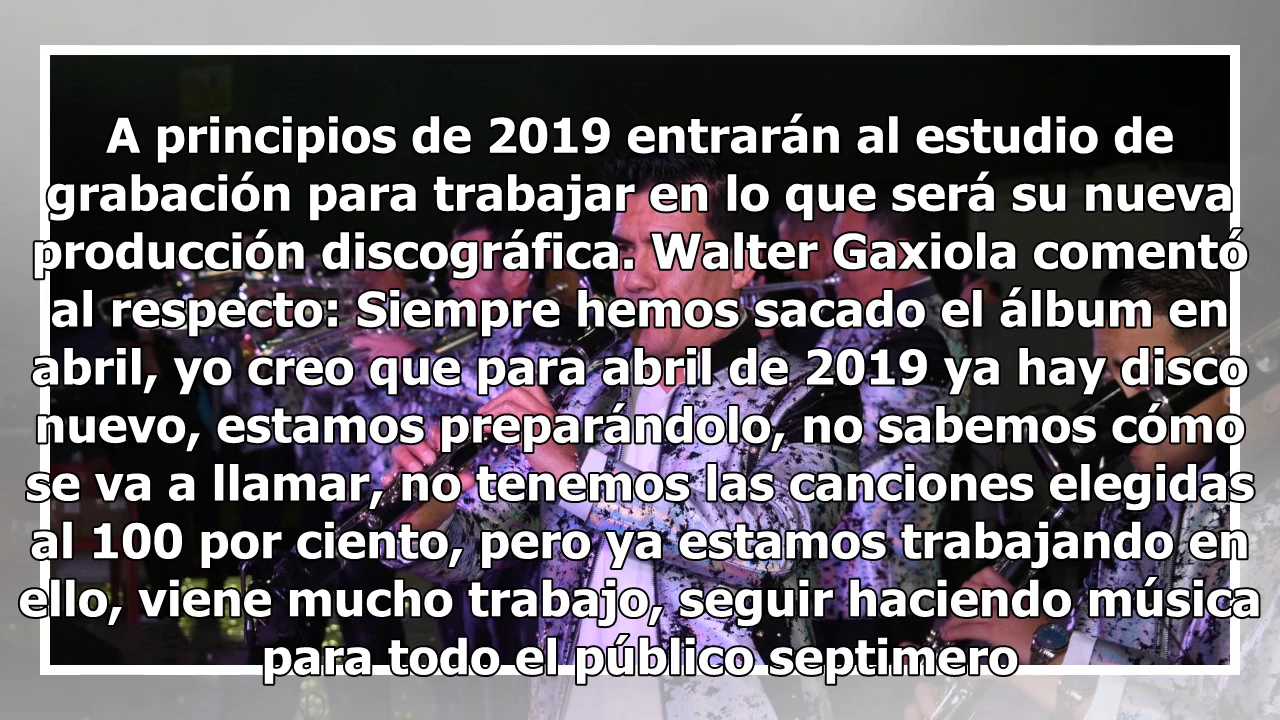 A principios de 2019 entrarán al estudio de
grabación para trabajar en lo que será su nueva
producción discográfica. Walter Gaxiola comentó
al respecto: Siempre hemos sacado el álbum en
abril, yo creo que para abril de 2019 ya hay disco
nuevo, estamos preparándolo, no sabemos cómo
se va a llamar, no tenemos las canciones elegidas
al 100 por ciento, pero ya estamos trabajando en
ello, viene mucho trabajo, seguir haciendo música
para todo el público septimero